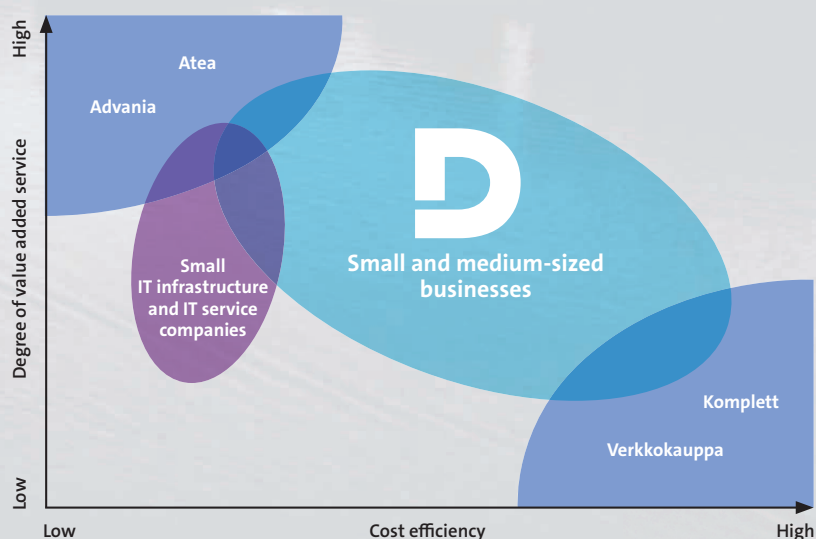 High
Atea
Advania
Degree of value added service
D
Small and medium-sized
businesses
Small
IT infrastructure
and IT service
companies
Komplett
Verkkokauppa
Low
Low
Cost efficiency
High